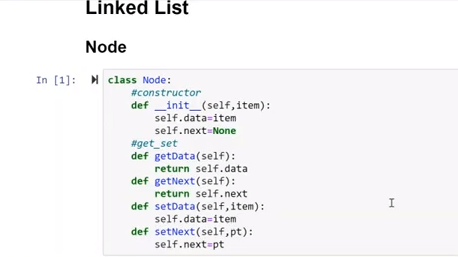 Linked List
Node
In [1]:
class Node:
    #constructor
    def __init__(self,item):
        self.data=item
        self.next=None
    #get_set
    def getData(self):
        return self.data
    def getNext(self):
        return self.next
    def setData(self,item):
        self.data=item
    def setNext(self,pt):
        self.next=pt